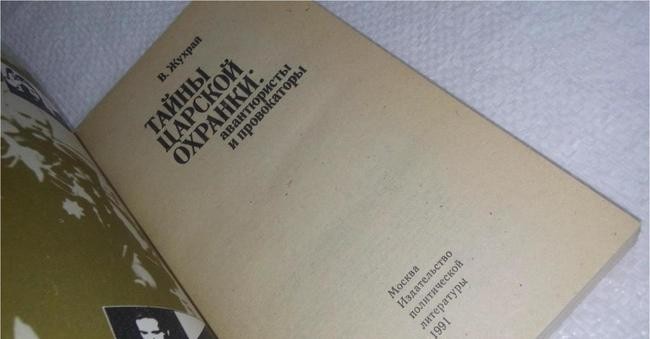 В. Жухрай
ТАЙНЫ
ЦАРСКОЙ
ОХРАНКИ:
авантюристы
и провокаторы
Москва
Издательство
политической
литературы
1991